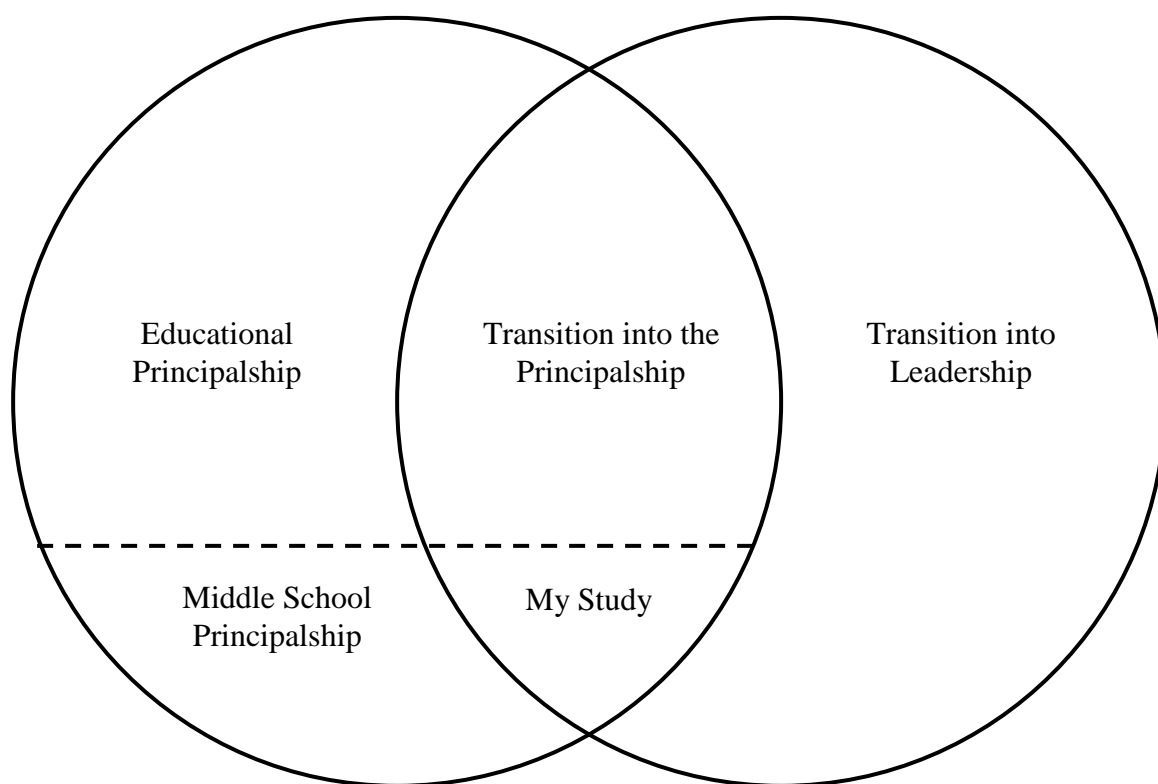 Educational
Principalship
Transition into the
Principalship
Transition into
Leadership
Middle School
Principalship
My Study